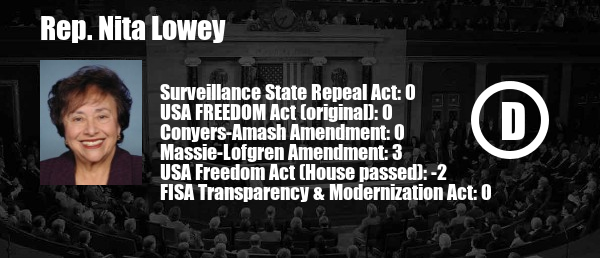 Rep. Nita Lowey
Surveillance State Repeal Act: 0
USA FREEDOM Act (original): 0
Conyers-Amash Amendment: 0
Massie-Lofgren Amendment: 3
USA Freedom Act (House passed): -2
FISA Transparency & Modernization Act: 0
D